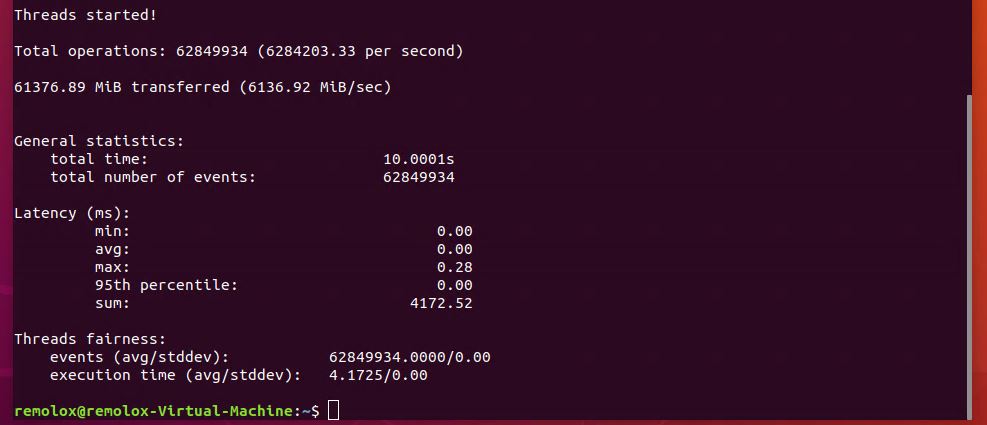 Threads started!
Total operations: 62849934 (6284203.33 per second)
61376.89 MiB transferred (6136.92 MiB/sec)
General statistics:
total time: 10.0001s
total number of events: 62849934
Latency (ms):
min: 0.00
avg: 0.00
max: 0.28
95th percentile: 0.00
sum: 4172.52
Threads fairness:
events (avg/stddev): 62849934.0000/0.00
execution time (avg/stddev): 4.1725/0.00
remolox@remolox-Virtual-Machine:~$